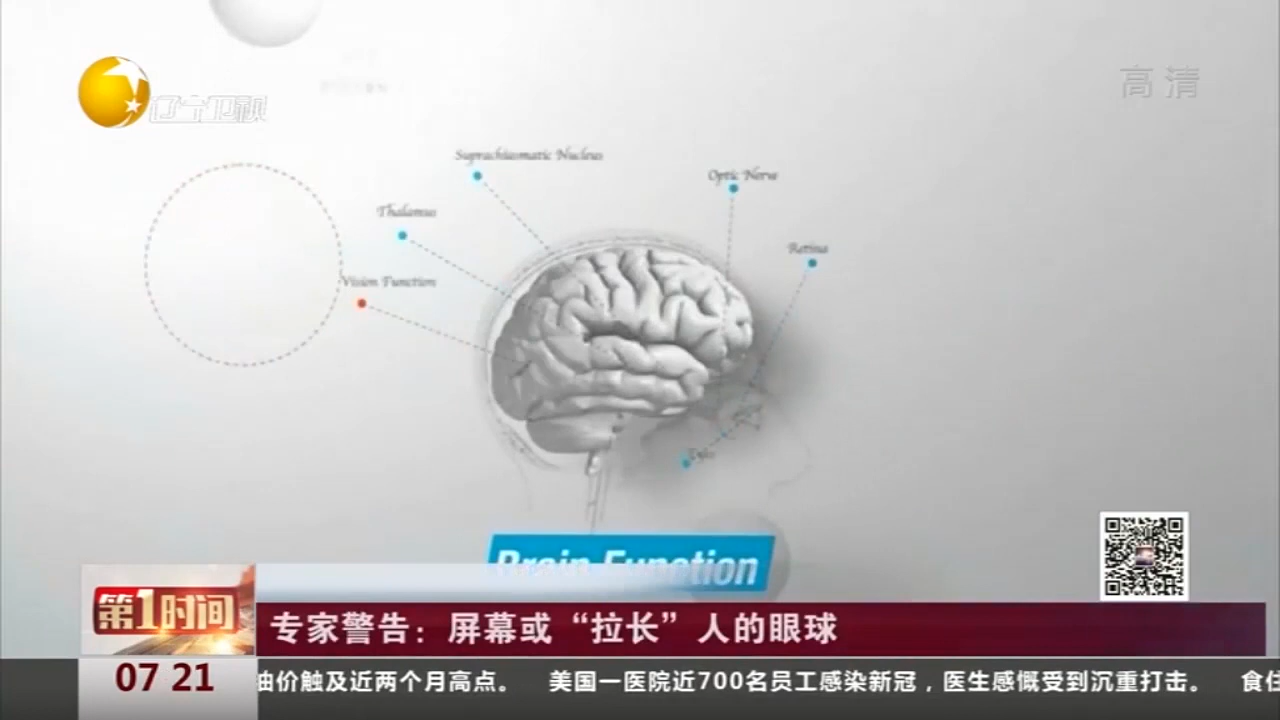 辽宁卫视
高清
Suprachiasmatic Nucleus
Optic Nerve
Thalamus
Retina
Vision Function
Brain Function
第1时间
专家警告：屏幕或“拉长”人的眼球
07 21
油价触及近两个月高点。 美国一医院近700名员工感染新冠，医生感慨受到沉重打击。 食住